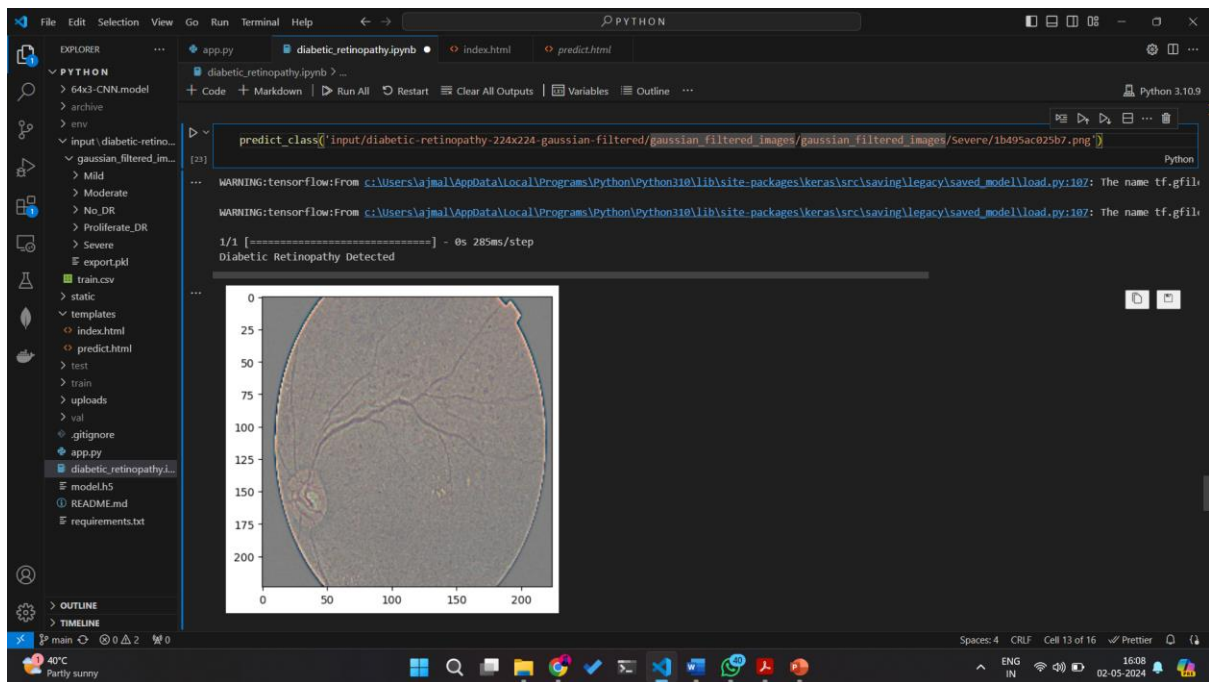 File Edit Selection View Go Run Terminal Help
PYTHON
EXPLORER
PYTHON
64x3-CNN.model
archive
env
input \ diabetic-retino...
gaussian_filtered_im...
Mild
Moderate
No_DR
Proliferate_DR
Severe
export.pkl
train.csv
static
templates
index.html
predict.html
test
train
uploads
val
.gitignore
app.py
diabetic_retinopathy.i...
model.h5
README.md
requirements.txt
OUTLINE
TIMELINE
app.py diabetic_retinopathy.ipynb index.html predict.html
diabetic_retinopathy.ipynb > ...
+ Code + Markdown | Run All Restart Clear All Outputs | Variables Outline ...
Python 3.10.9
predict_class('input/diabetic-retinopathy-224x224-gaussian-filtered/gaussian_filtered_images/gaussian_filtered_images/Severe/1b495ac025b7.png')
[23]
Python
WARNING:tensorflow:From c:\Users\ajmal\AppData\Local\Programs\Python\Python310\lib\site-packages\keras\src\saving\legacy\saved_model\load.py:107: The name tf.gfil
WARNING:tensorflow:From c:\Users\ajmal\AppData\Local\Programs\Python\Python310\lib\site-packages\keras\src\saving\legacy\saved_model\load.py:107: The name tf.gfil
1/1 [==============================] - 0s 285ms/step
Diabetic Retinopathy Detected
0
25
50
75
100
125
150
175
200
0 50 100 150 200
main 0 2 0
Spaces: 4 CRLF Cell 13 of 16 Prettier
40°C
Partly sunny
ENG
IN
16:08
02-05-2024